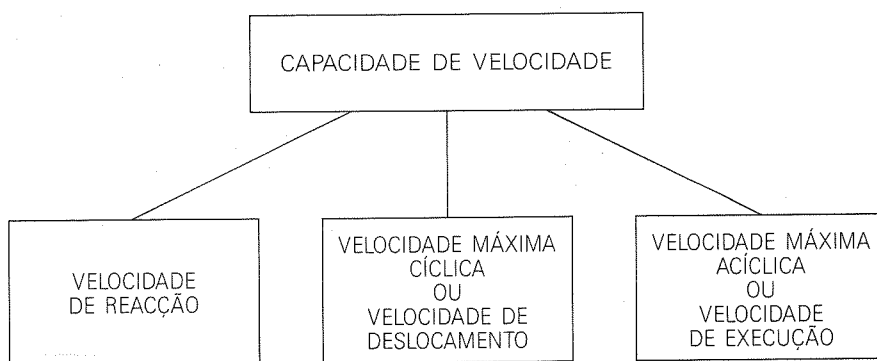 CAPACIDADE DE VELOCIDADE
VELOCIDADE
DE REACÇÃO
VELOCIDADE MÁXIMA
CÍCLICA
OU
VELOCIDADE DE
DESLOCAMENTO
VELOCIDADE MÁXIMA
ACÍCLICA
OU
VELOCIDADE
DE EXECUÇÃO